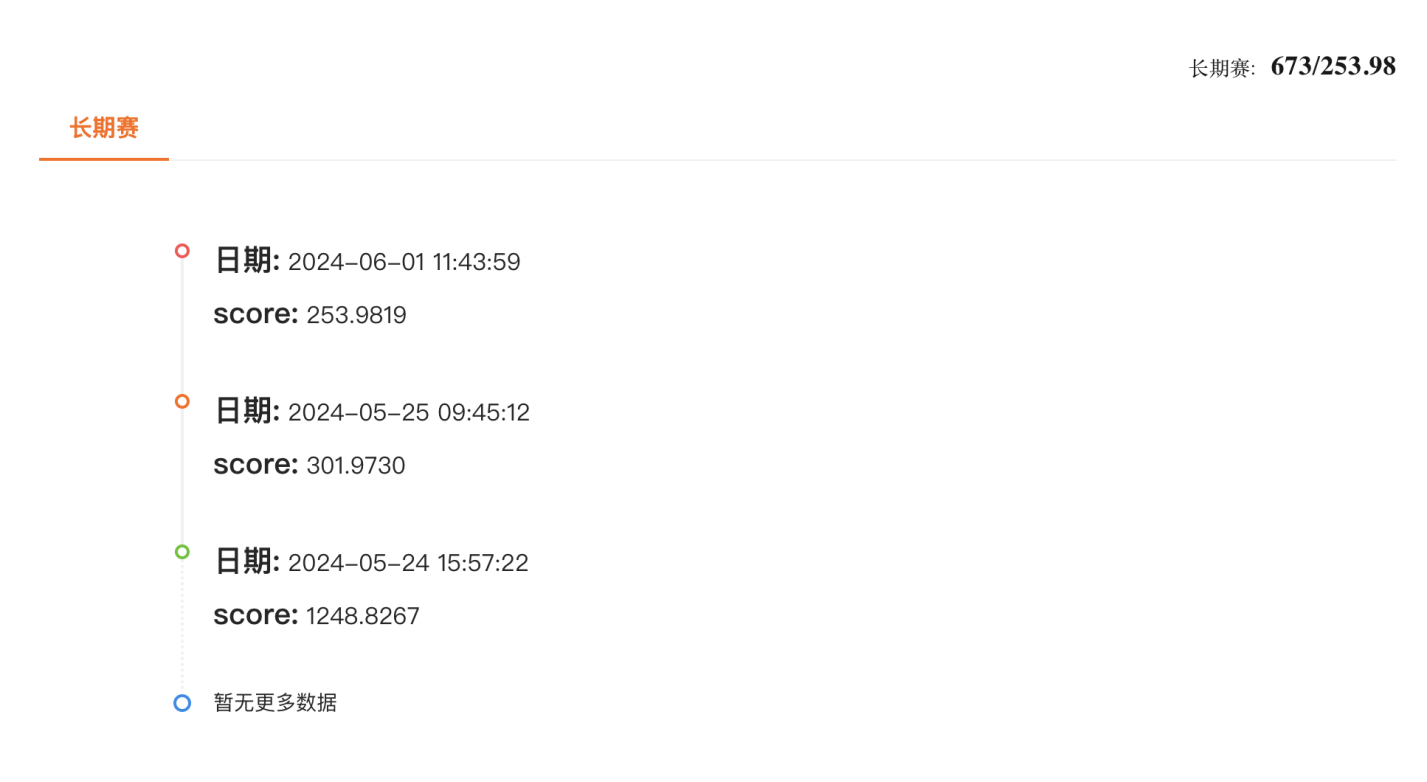 长期赛: 673/253.98
长期赛
日期: 2024-06-01 11:43:59
score: 253.9819
日期: 2024-05-25 09:45:12
score: 301.9730
日期: 2024-05-24 15:57:22
score: 1248.8267
暂无更多数据